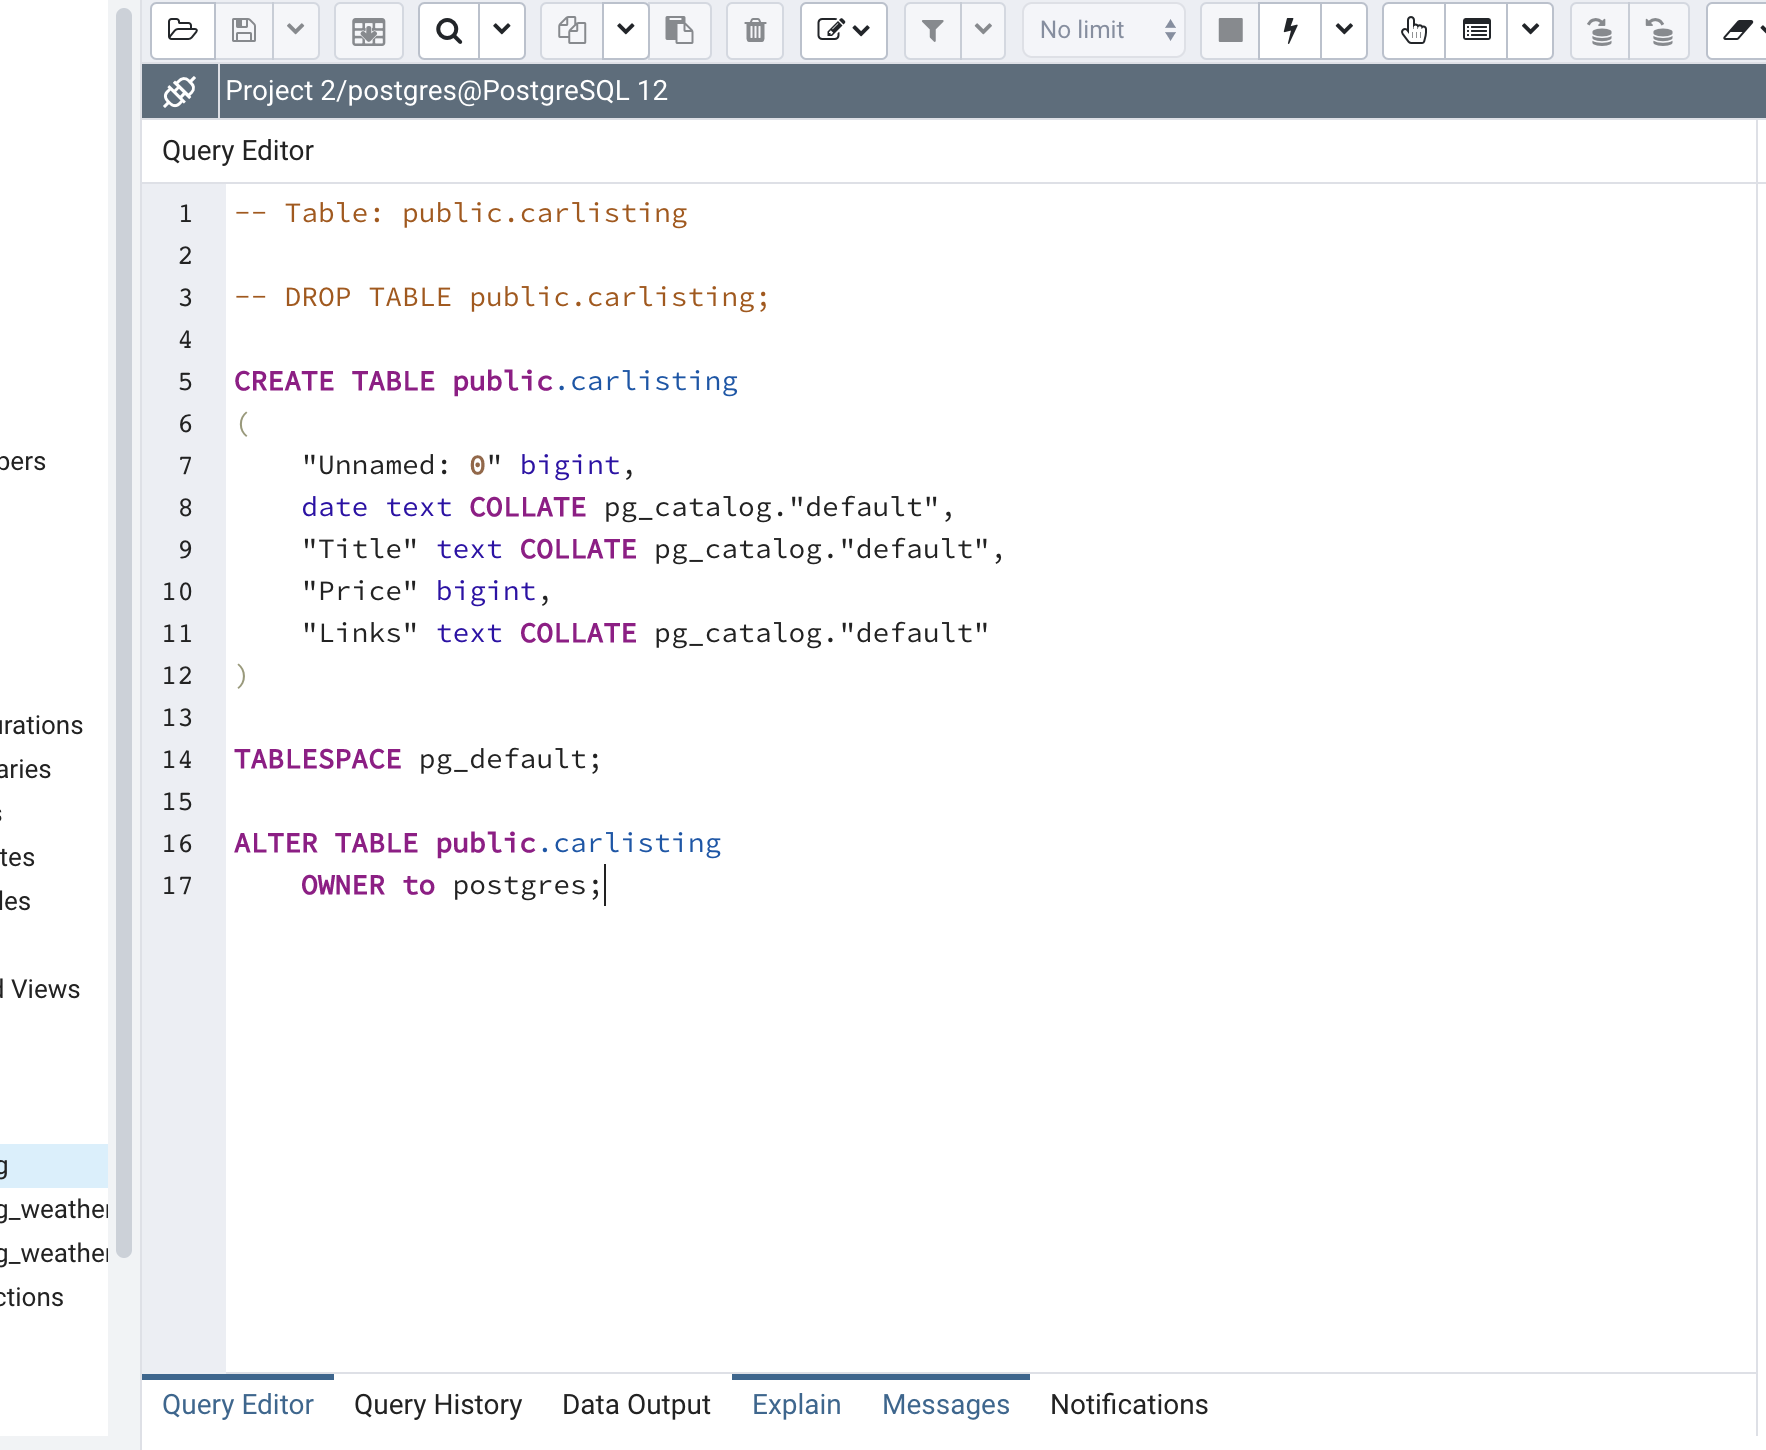 No limit
Project 2/postgres@PostgreSQL 12
Query Editor
1 -- Table: public.carlisting
2
3 -- DROP TABLE public.carlisting;
4
5 CREATE TABLE public.carlisting
6 (
7 "Unnamed: 0" bigint,
8 date text COLLATE pg_catalog."default",
9 "Title" text COLLATE pg_catalog."default",
10 "Price" bigint,
11 "Links" text COLLATE pg_catalog."default"
12 )
13
14 TABLESPACE pg_default;
15
16 ALTER TABLE public.carlisting
17 OWNER to postgres;
pers
urations
aries
s
tes
les
d Views
g
g_weather
g_weather
ctions
Query Editor Query History Data Output Explain Messages Notifications